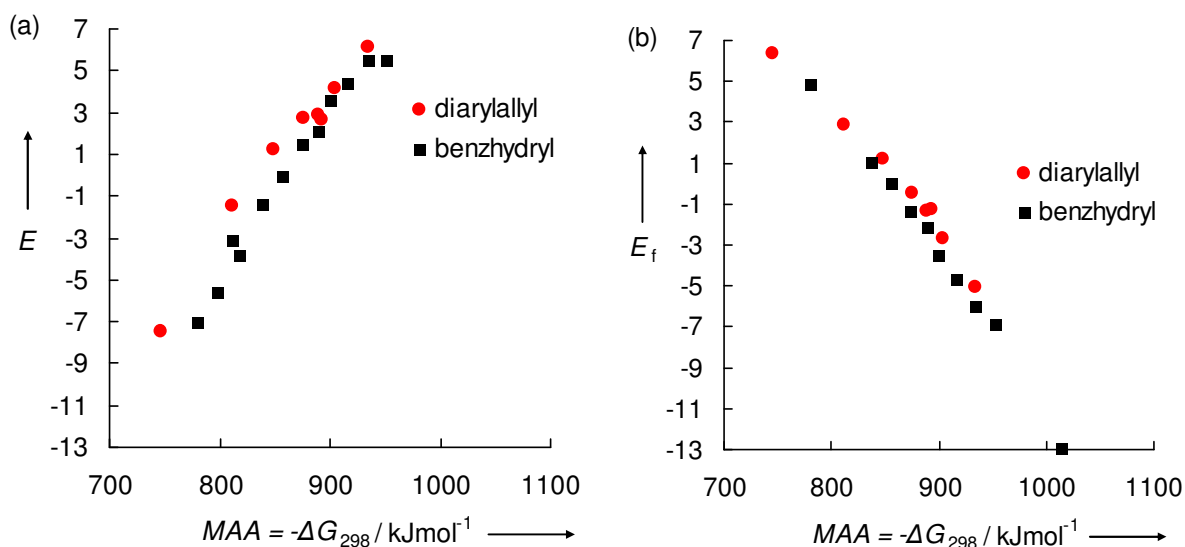 (a)
7
5
3
1
-1
-3
-5
-7
-9
-11
-13
E
diarylallyl
benzhydryl
700 800 900 1000 1100
MAA = -ΔG298 / kJmol-1
(b)
7
5
3
1
-1
-3
-5
-7
-9
-11
-13
Ef
diarylallyl
benzhydryl
700 800 900 1000 1100
MAA = -ΔG298 / kJmol-1